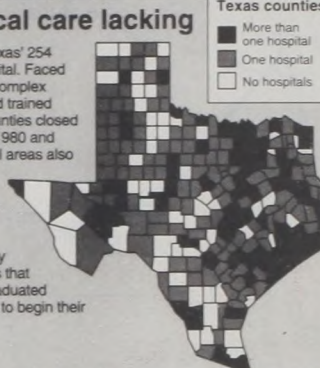 cal care lacking
xas' 254
ital. Faced
omplex
d trained
nties closed
980 and
l areas also
y
s that
duated
to begin their
Texas counties
More than
one hospital
One hospital
No hospitals